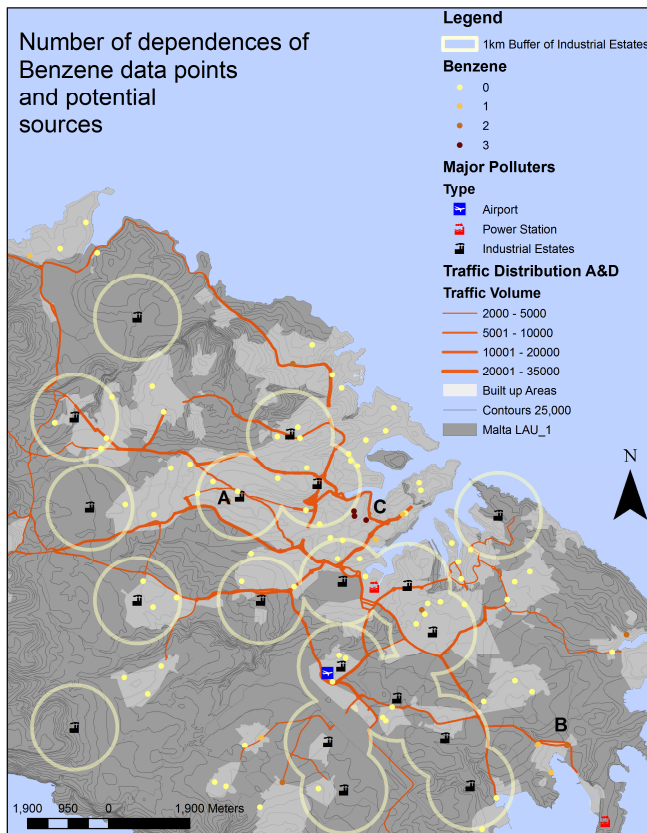 Number of dependences of
Benzene data points
and potential
sources
Legend
1km Buffer of Industrial Estates
Benzene
0
1
2
3
Major Polluters
Type
Airport
Power Station
Industrial Estates
Traffic Distribution A&D
Traffic Volume
2000 - 5000
5001 - 10000
10001 - 20000
20001 - 35000
Built up Areas
Contours 25,000
Malta LAU_1
N
A
C
B
1,900 950 0 1,900 Meters